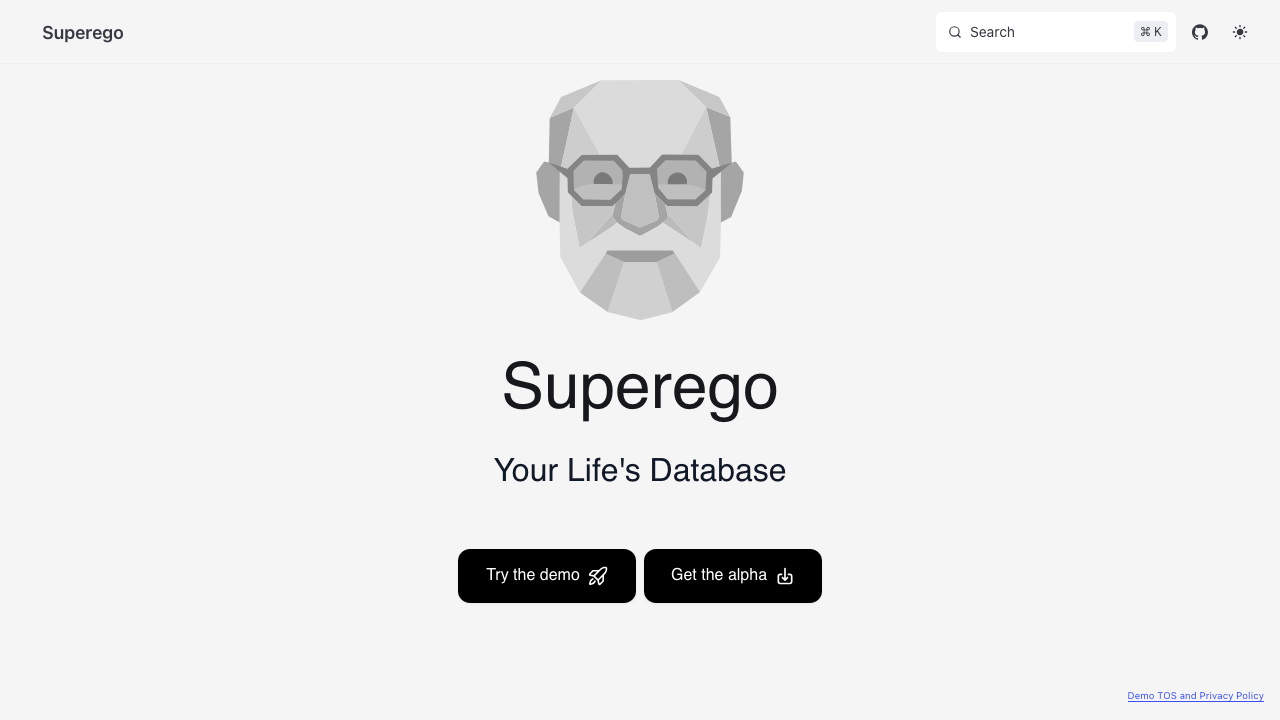 Superego
Search
⌘ K
Superego
Your Life's Database
Try the demo
Get the alpha
Demo TOS and Privacy Policy